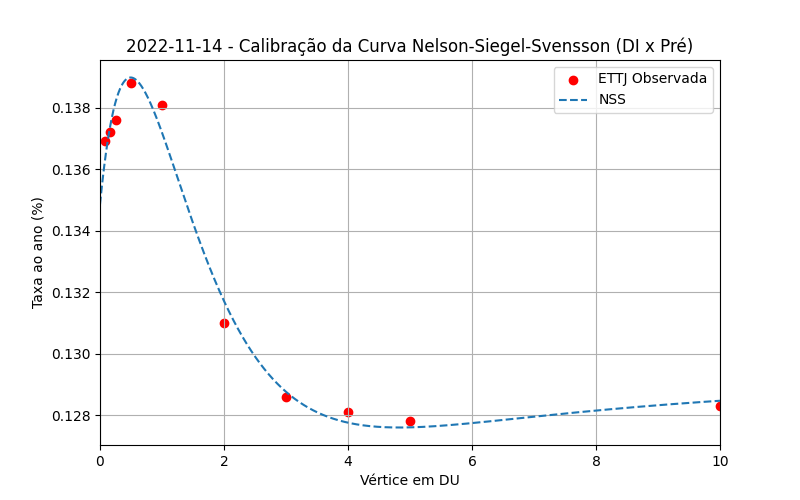 2022-11-14 - Calibração da Curva Nelson-Siegel-Svensson (DI x Pré)
ETTJ Observada
NSS
Taxa ao ano (%)
0.138
0.136
0.134
0.132
0.130
0.128
0 2 4 6 8 10
Vértice em DU